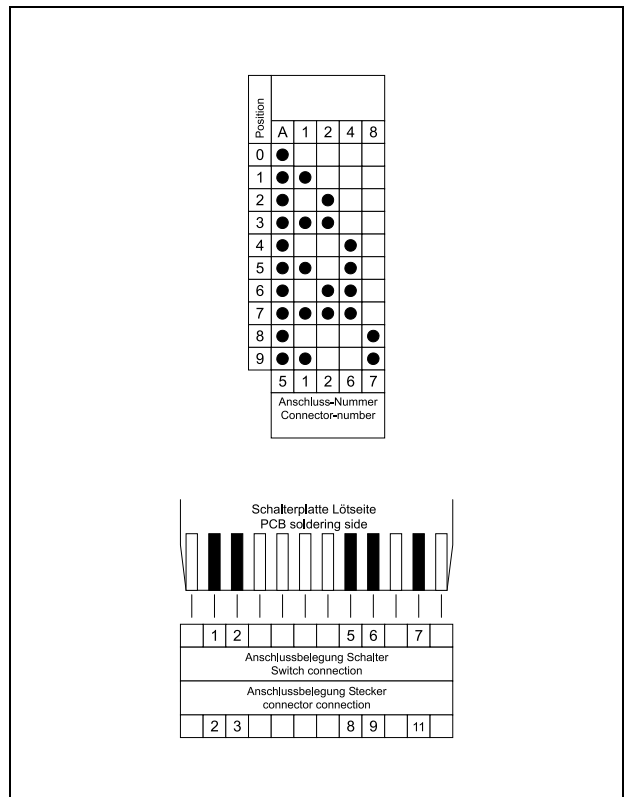 Position
A 1 2 4 8
0
1
2
3
4
5
6
7
8
9
5 1 2 6 7
Anschluss-Nummer
Connector-number
Schalterplatte Lötseite
PCB soldering side
1 2 5 6 7
Anschlussbelegung Schalter
Switch connection
Anschlussbelegung Stecker
connector connection
2 3 8 9 11